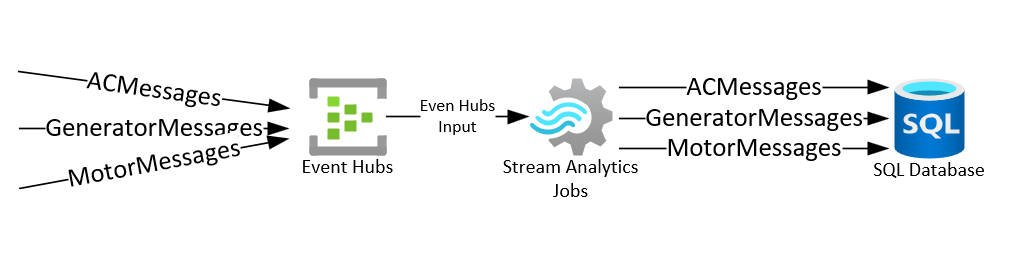 ACMessages
GeneratorMessages
MotorMessages
Event Hubs
Even Hubs
Input
Stream Analytics
Jobs
ACMessages
GeneratorMessages
MotorMessages
SQL
SQL Database